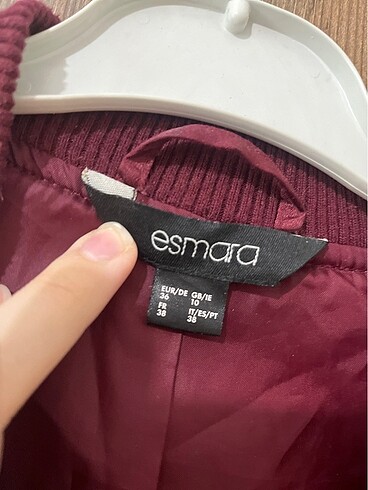 esmara
EUR/DE GB/IE
36 10
FR IT/ES/PT
38 38